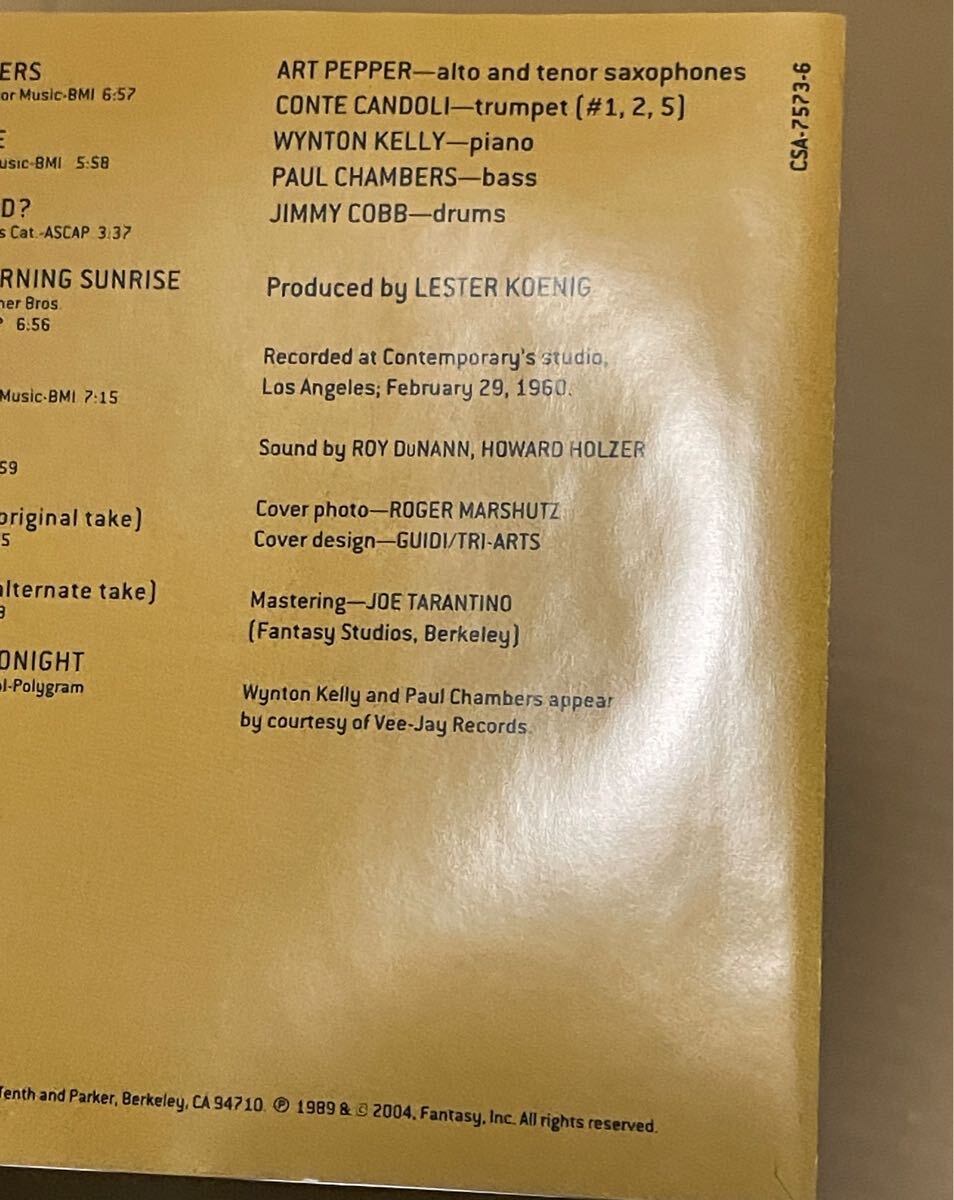 ERS
or Music-BMI 6:57
E
usic-BMI 5:58
D?
s Cat.-ASCAP 3:37
RNING SUNRISE
ner Bros.
P 6:56
Music-BMI 7:15
59
original take)
5
alternate take)
3
ONIGHT
l-Polygram
ART PEPPER—alto and tenor saxophones
CONTE CANDOLI—trumpet (#1, 2, 5)
WYNTON KELLY—piano
PAUL CHAMBERS—bass
JIMMY COBB—drums
Produced by LESTER KOENIG
Recorded at Contemporary's studio,
Los Angeles; February 29, 1960.
Sound by ROY DuNANN, HOWARD HOLZER
Cover photo—ROGER MARSHUTZ
Cover design—GUIDI/TRI-ARTS
Mastering—JOE TARANTINO
(Fantasy Studios, Berkeley)
Wynton Kelly and Paul Chambers appear
by courtesy of Vee-Jay Records.
CSA-7573-6
Tenth and Parker, Berkeley, CA 94710. ℗ 1989 & © 2004, Fantasy, Inc. All rights reserved.